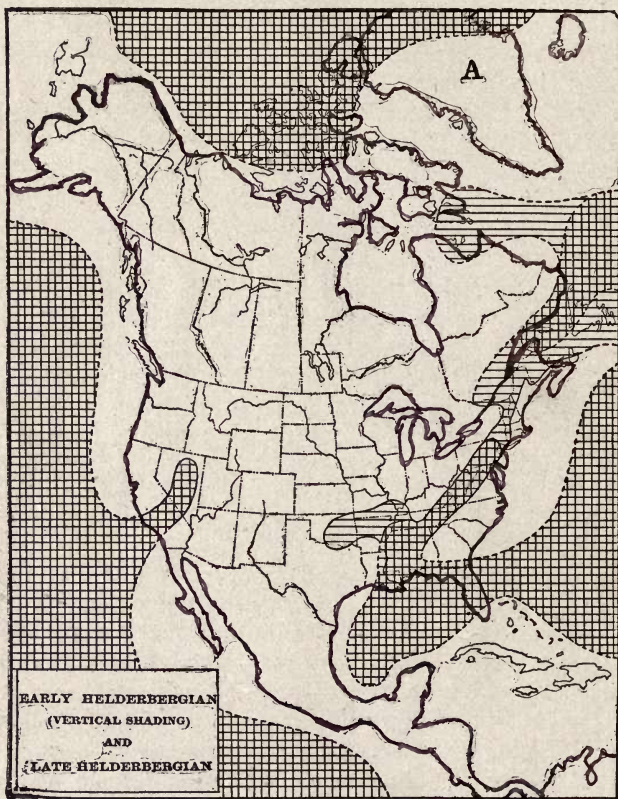 A
EARLY HELDERBERGIAN
(VERTICAL SHADING)
AND
LATE HELDERBERGIAN